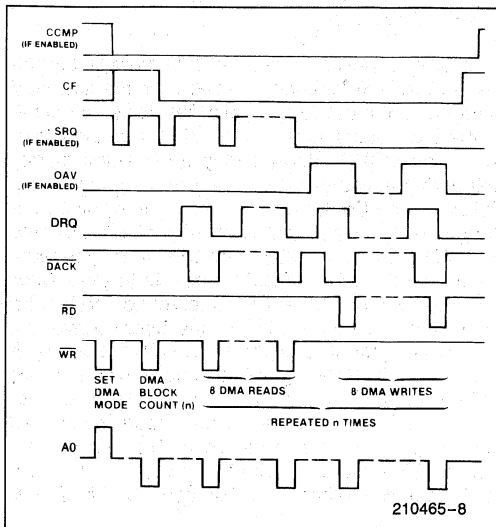 CCMP
(IF ENABLED)
CF
SRQ
(IF ENABLED)
OAV
(IF ENABLED)
DRQ
DACK
RD
WR
SET
DMA
MODE
DMA
BLOCK
COUNT (n)
8 DMA READS
8 DMA WRITES
REPEATED n TIMES
A0
210465-8